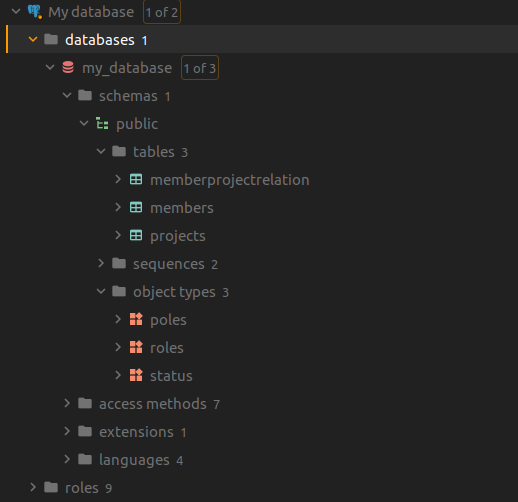 My database 1 of 2
databases 1
my_database 1 of 3
schemas 1
public
tables 3
memberprojectrelation
members
projects
sequences 2
object types 3
poles
roles
status
access methods 7
extensions 1
languages 4
roles 9